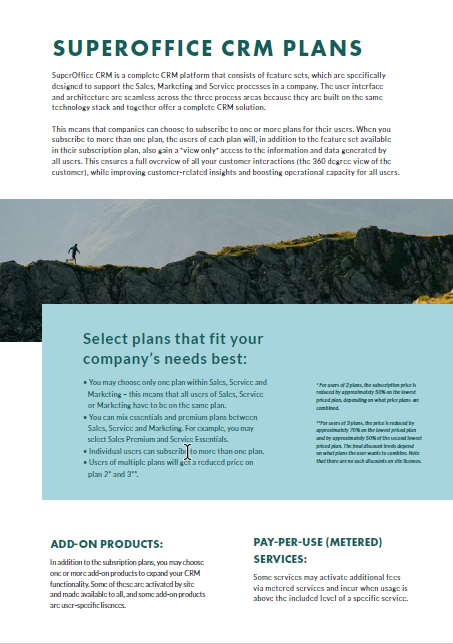 SUPEROFFICE CRM PLANS
SuperOffice CRM is a complete CRM platform that consists of feature sets, which are specifically
designed to support the Sales, Marketing and Service processes in a company. The user interface
and architecture are seamless across the three process areas because they are built on the same
technology stack and together offer a complete CRM solution.
This means that companies can choose to subscribe to one or more plans for their users. When you
subscribe to more than one plan, the users of each plan will, in addition to the feature set available
in their subscription plan, also gain a "view only" access to the information and data generated by
all users. This ensures a full overview of all your customer interactions (the 360 degree view of the
customer), while improving customer-related insights and boosting operational capacity for all users.
Select plans that fit your
company's needs best:
• You may choose only one plan within Sales, Service and
Marketing – this means that all users of Sales, Service
or Marketing have to be on the same plan.
• You can mix essentials and premium plans between
Sales, Service and Marketing. For example, you may
select Sales Premium and Service Essentials.
• Individual users can subscribe to more than one plan.
• Users of multiple plans will get a reduced price on
plan 2* and 3**.
* For users of 2 plans, the subscription price is
reduced by approximately 50% on the lowest
priced plan, depending on what price plans are
combined.
**For users of 3 plans, the price is reduced by
approximately 70% on the lowest priced plan
and by approximately 50% of the second lowest
priced plan. The final discount levels depend
on what plans the user wants to combine. Note
that there are no such discounts on site licenses.
ADD-ON PRODUCTS:
In addition to the subsription plans, you may choose
one or more add-on products to expand your CRM
functionality. Some of these are activated by site
and made available to all, and some add-on products
are user-specific liscences.
PAY-PER-USE (METERED)
SERVICES:
Some services may activate additional fees
via metered services and incur when usage is
above the included level of a specific service.